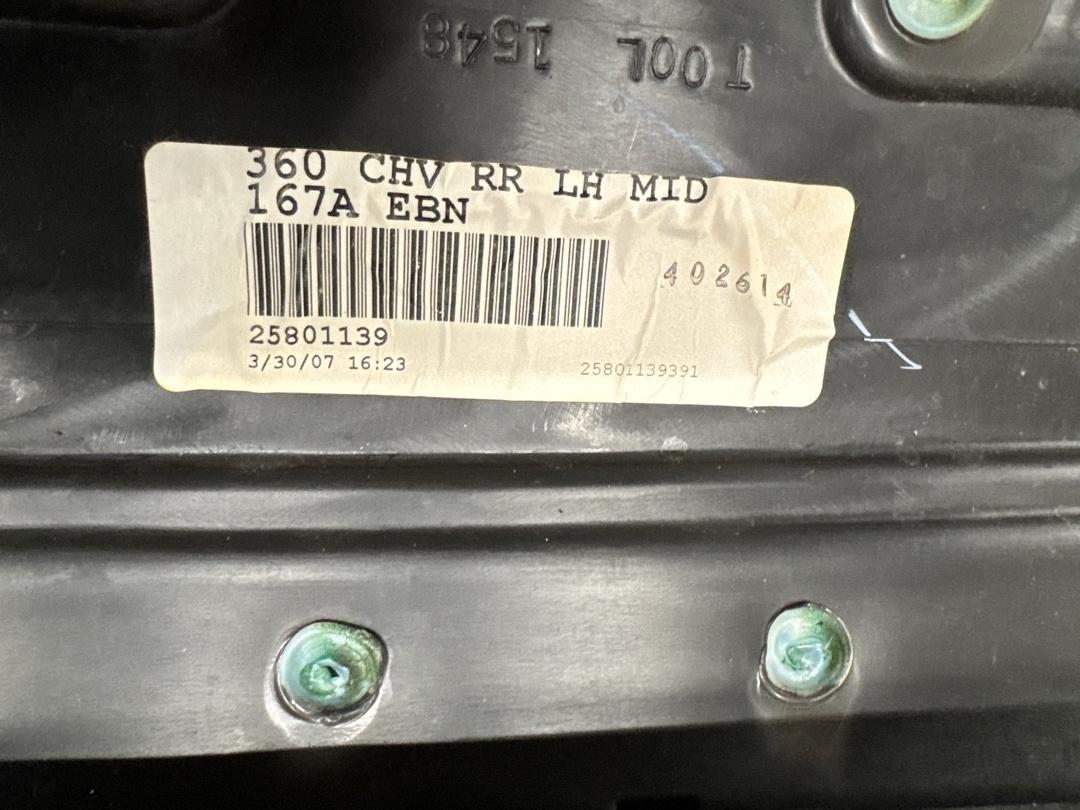 TOOL 1548
360 CHV RR LH MID
167A EBN
402614
25801139
3/30/07 16:23
25801139391